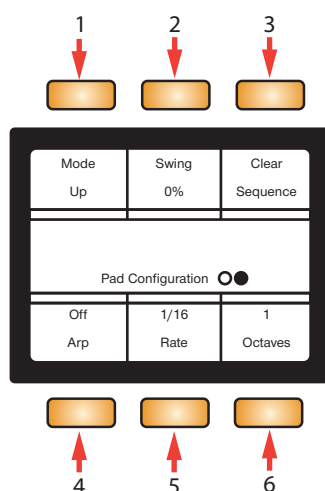 1 2 3
Mode Swing Clear
Up 0% Sequence
Pad Configuration
Off 1/16 1
Arp Rate Octaves
4 5 6